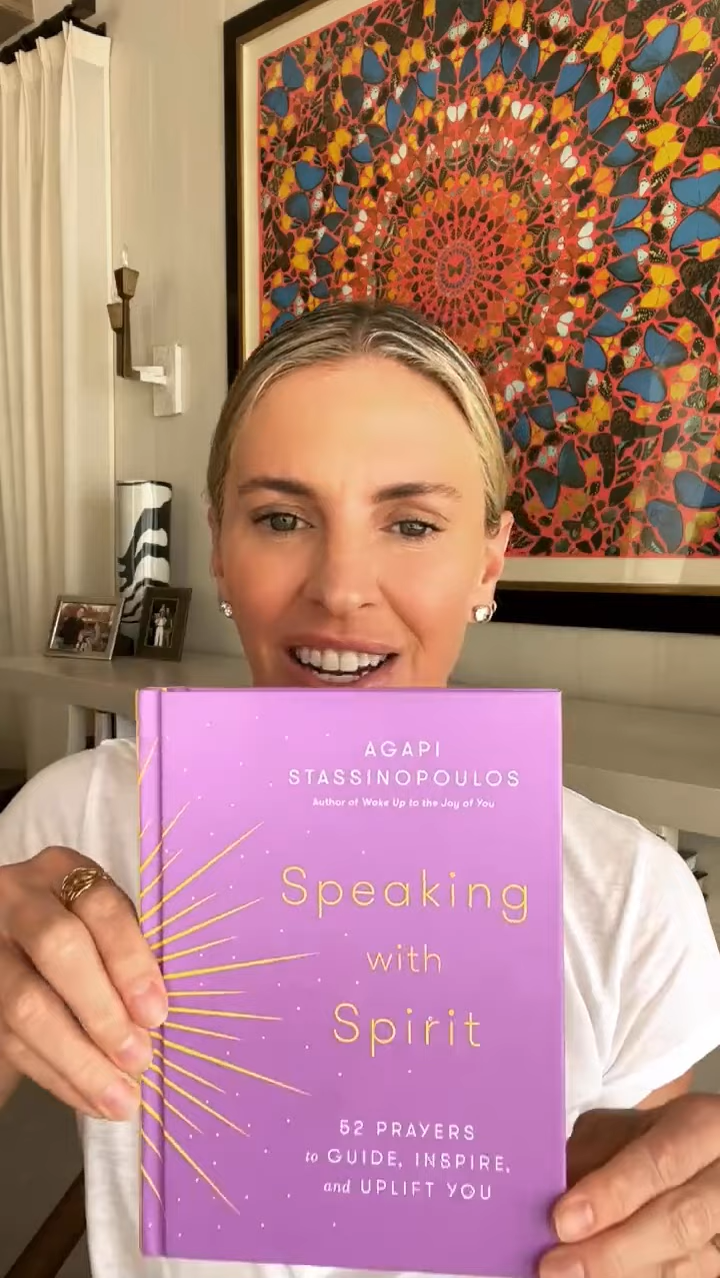 AGAPI
STASSINOPOULOS
Author of Wake Up to the Joy of You
Speaking
with
Spirit
52 PRAYERS
to GUIDE, INSPIRE,
and UPLIFT YOU